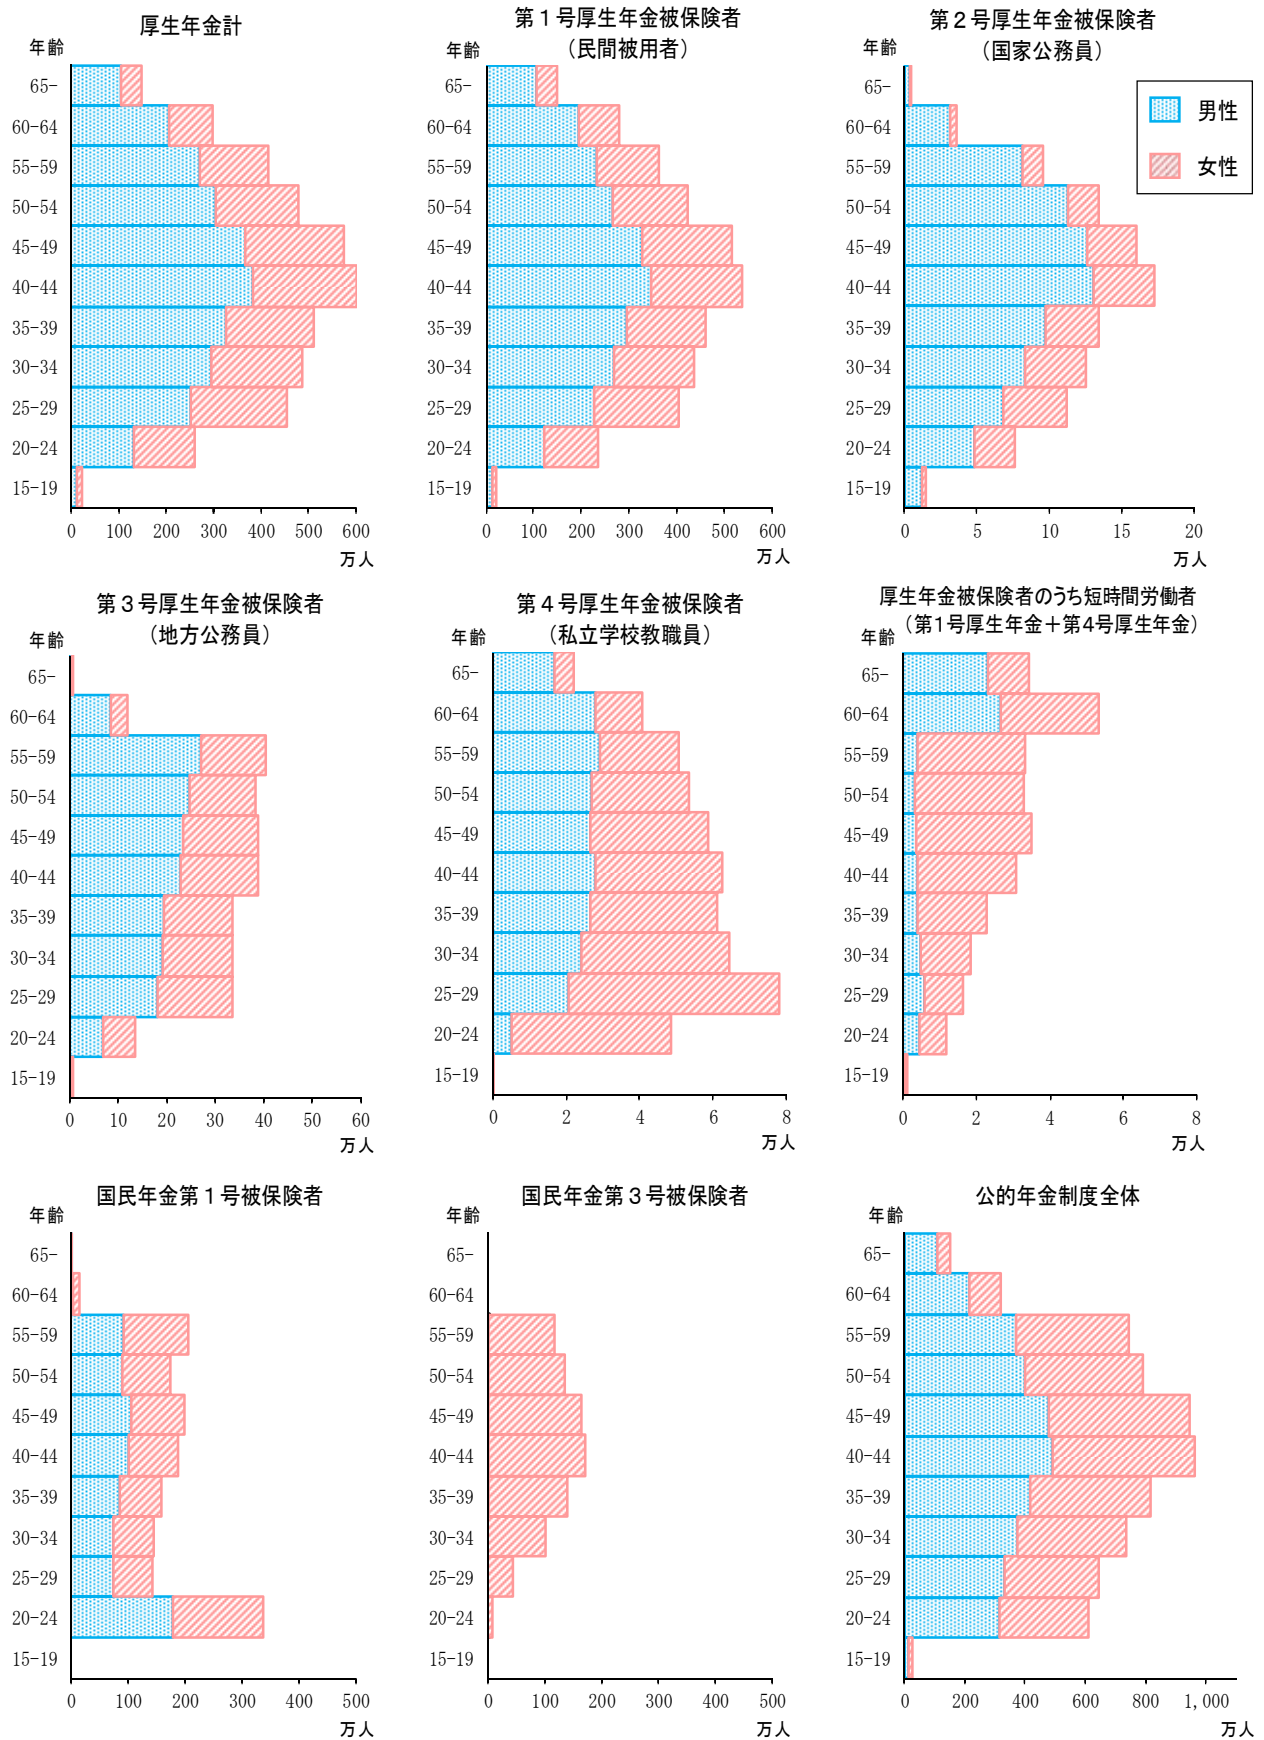 厚生年金計
年齢
65-
60-64
55-59
50-54
45-49
40-44
35-39
30-34
25-29
20-24
15-19
0 100 200 300 400 500 600
万人
第１号厚生年金被保険者
（民間被用者）
年齢
65-
60-64
55-59
50-54
45-49
40-44
35-39
30-34
25-29
20-24
15-19
0 100 200 300 400 500 600
万人
第２号厚生年金被保険者
（国家公務員）
年齢
65-
60-64
55-59
50-54
45-49
40-44
35-39
30-34
25-29
20-24
15-19
0 5 10 15 20
万人
男性
女性
第３号厚生年金被保険者
（地方公務員）
年齢
65-
60-64
55-59
50-54
45-49
40-44
35-39
30-34
25-29
20-24
15-19
0 10 20 30 40 50 60
万人
第４号厚生年金被保険者
（私立学校教職員）
年齢
65-
60-64
55-59
50-54
45-49
40-44
35-39
30-34
25-29
20-24
15-19
0 2 4 6 8
万人
厚生年金被保険者のうち短時間労働者
（第1号厚生年金＋第4号厚生年金）
年齢
65-
60-64
55-59
50-54
45-49
40-44
35-39
30-34
25-29
20-24
15-19
0 2 4 6 8
万人
国民年金第１号被保険者
年齢
65-
60-64
55-59
50-54
45-49
40-44
35-39
30-34
25-29
20-24
15-19
0 100 200 300 400 500
万人
国民年金第３号被保険者
年齢
65-
60-64
55-59
50-54
45-49
40-44
35-39
30-34
25-29
20-24
15-19
0 100 200 300 400 500
万人
公的年金制度全体
年齢
65-
60-64
55-59
50-54
45-49
40-44
35-39
30-34
25-29
20-24
15-19
0 200 400 600 800 1,000
万人